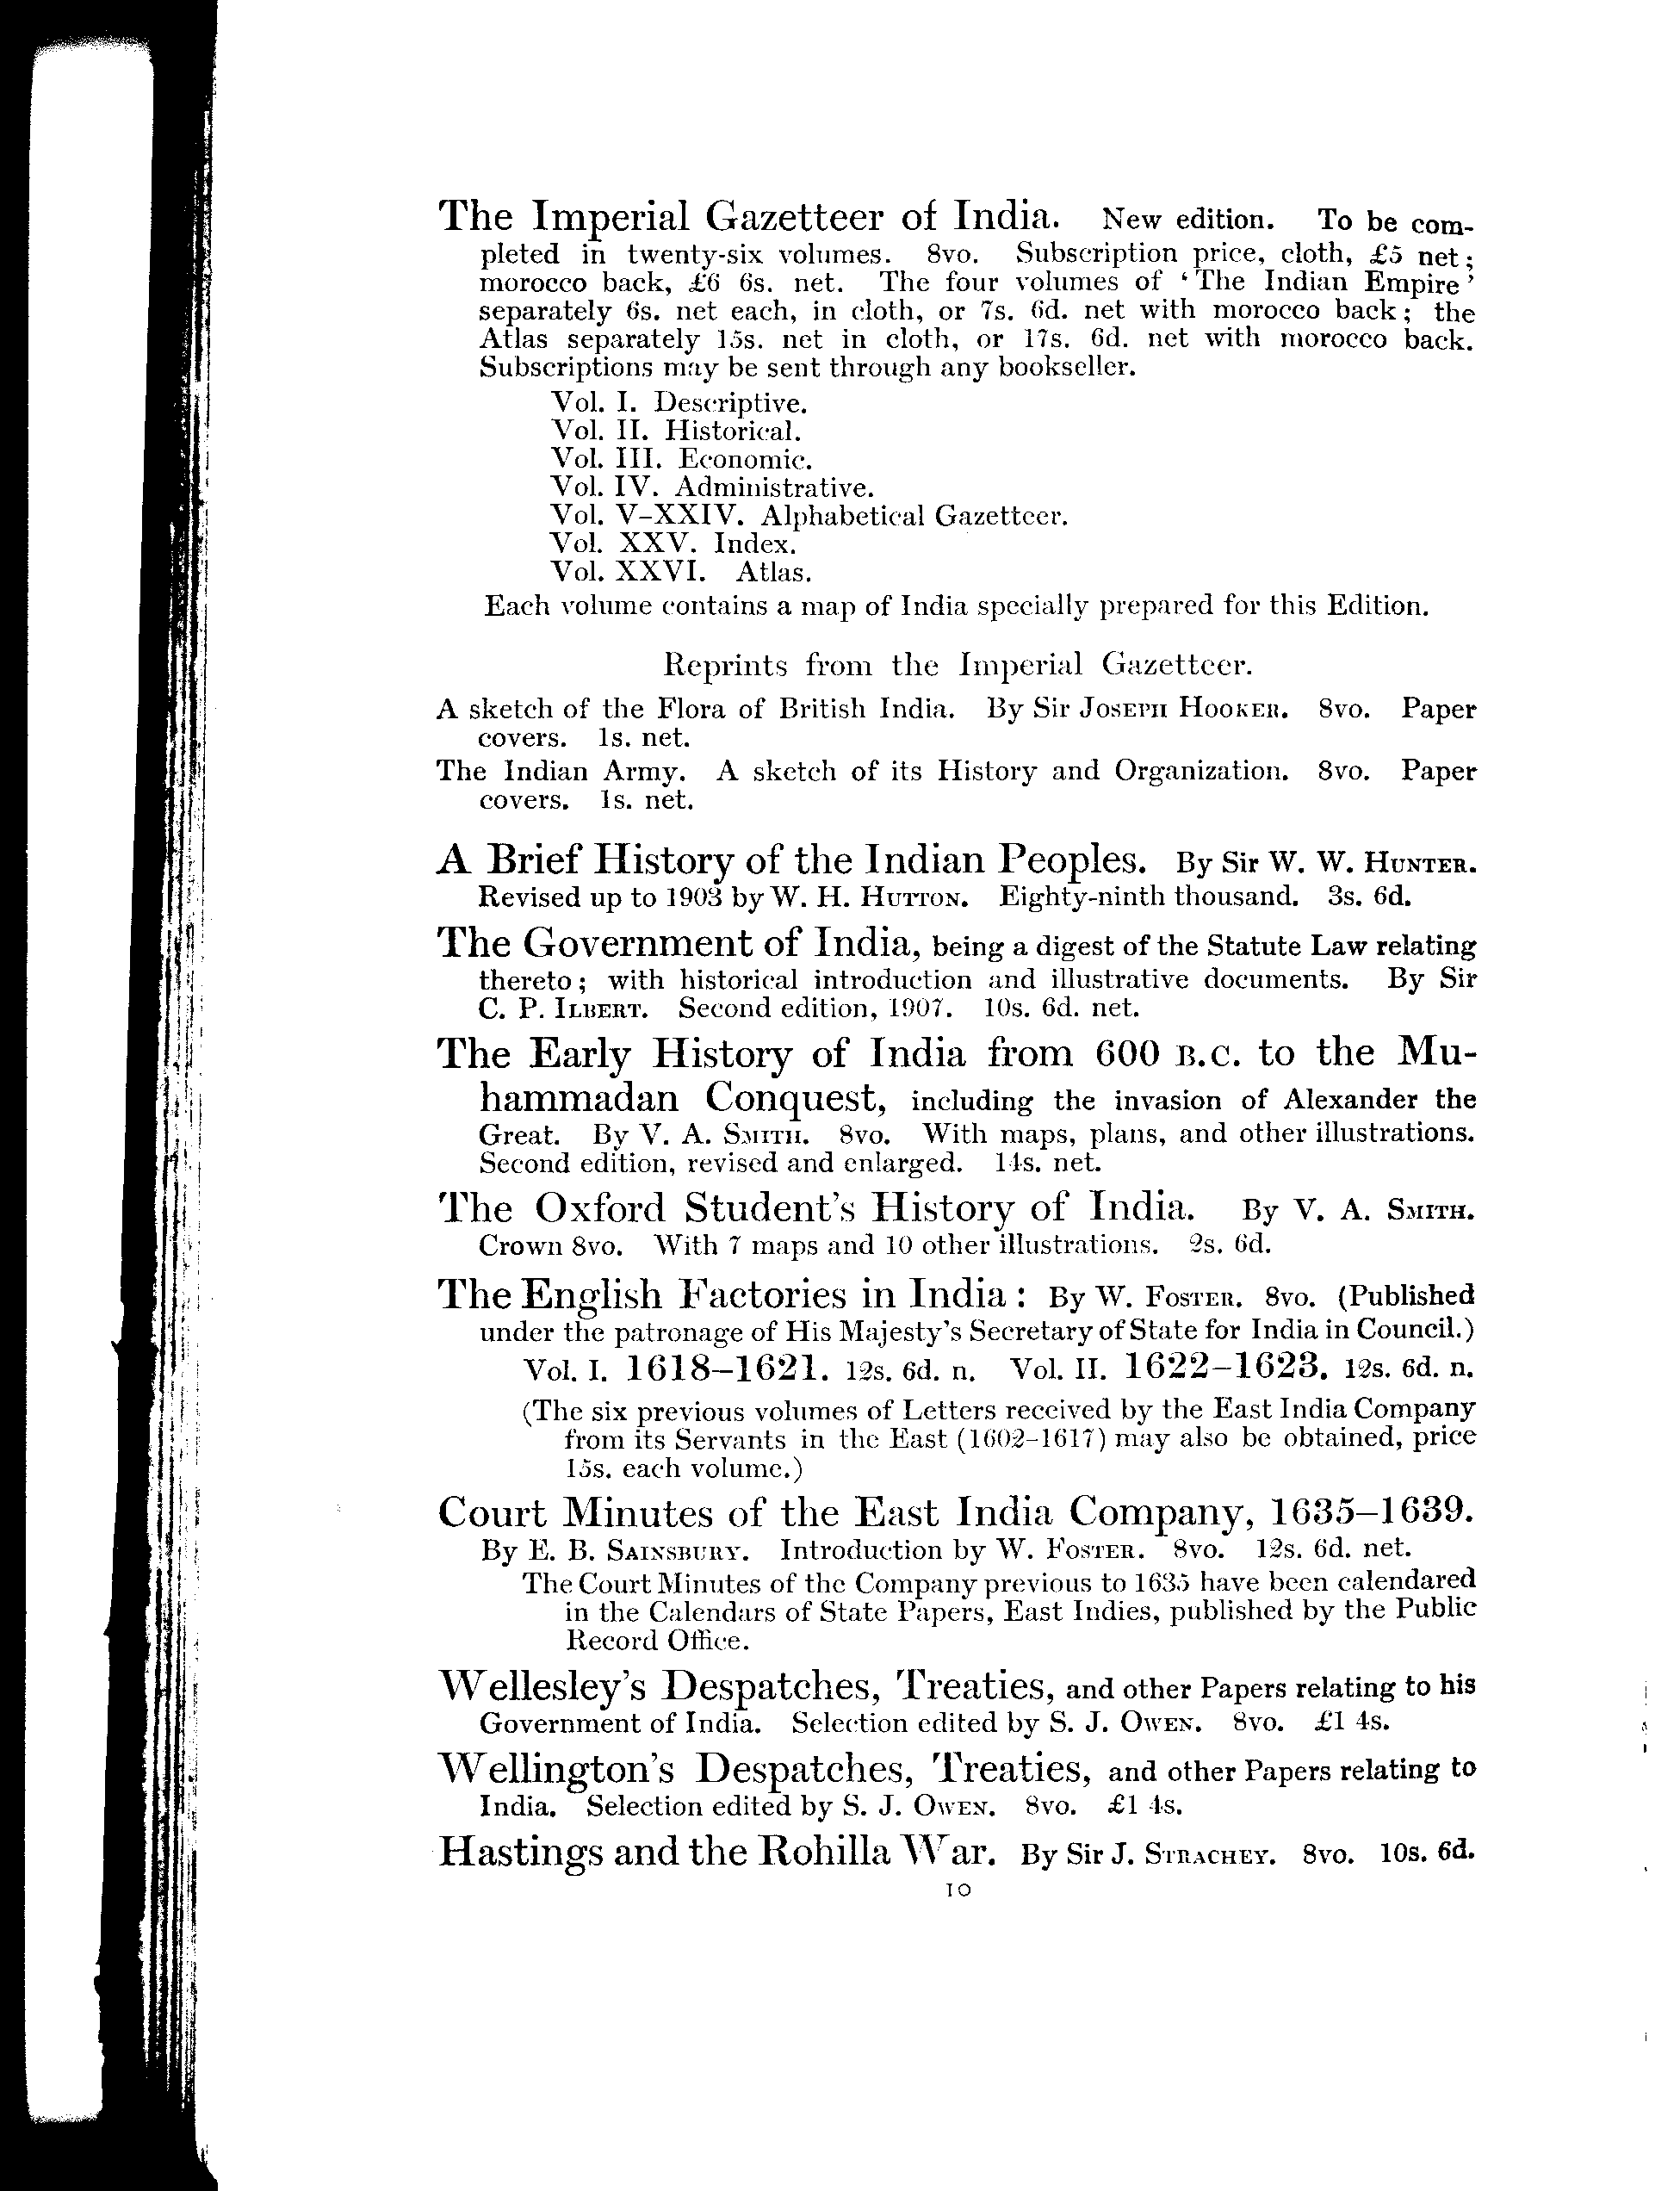 The Imperial Gazetteer of India. New edition. To be com-
pleted in twenty-six volumes. 8vo. Subscription price, cloth, £5 net;
morocco back, £6 6s. net. The four volumes of ‘The Indian Empire’
separately 6s. net each, in cloth, or 7s. 6d. net with morocco back; the
Atlas separately 15s. net in cloth, or 17s. 6d. net with morocco back.
Subscriptions may be sent through any bookseller.
Vol. I. Descriptive.
Vol. II. Historical.
Vol. III. Economic.
Vol. IV. Administrative.
Vol. V–XXIV. Alphabetical Gazetteer.
Vol. XXV. Index.
Vol. XXVI. Atlas.
Each volume contains a map of India specially prepared for this Edition.
Reprints from the Imperial Gazetteer.
A sketch of the Flora of British India. By Sir JOSEPH HOOKER. 8vo. Paper
covers. 1s. net.
The Indian Army. A sketch of its History and Organization. 8vo. Paper
covers. 1s. net.
A Brief History of the Indian Peoples. By Sir W. W. HUNTER.
Revised up to 1903 by W. H. HUTTON. Eighty-ninth thousand. 3s. 6d.
The Government of India, being a digest of the Statute Law relating
thereto; with historical introduction and illustrative documents. By Sir
C. P. ILBERT. Second edition, 1907. 10s. 6d. net.
The Early History of India from 600 B.C. to the Mu-
hammadan Conquest, including the invasion of Alexander the
Great. By V. A. SMITH. 8vo. With maps, plans, and other illustrations.
Second edition, revised and enlarged. 14s. net.
The Oxford Student's History of India. By V. A. SMITH.
Crown 8vo. With 7 maps and 10 other illustrations. 2s. 6d.
The English Factories in India: By W. FOSTER. 8vo. (Published
under the patronage of His Majesty's Secretary of State for India in Council.)
Vol. I. 1618–1621. 12s. 6d. n. Vol. II. 1622–1623. 12s. 6d. n.
(The six previous volumes of Letters received by the East India Company
from its Servants in the East (1602–1617) may also be obtained, price
15s. each volume.)
Court Minutes of the East India Company, 1635–1639.
By E. B. SAINSBURY. Introduction by W. FOSTER. 8vo. 12s. 6d. net.
The Court Minutes of the Company previous to 1635 have been calendared
in the Calendars of State Papers, East Indies, published by the Public
Record Office.
Wellesley's Despatches, Treaties, and other Papers relating to his
Government of India. Selection edited by S. J. OWEN. 8vo. £1 4s.
Wellington's Despatches, Treaties, and other Papers relating to
India. Selection edited by S. J. OWEN. 8vo. £1 4s.
Hastings and the Rohilla War. By Sir J. STRACHEY. 8vo. 10s. 6d.
10